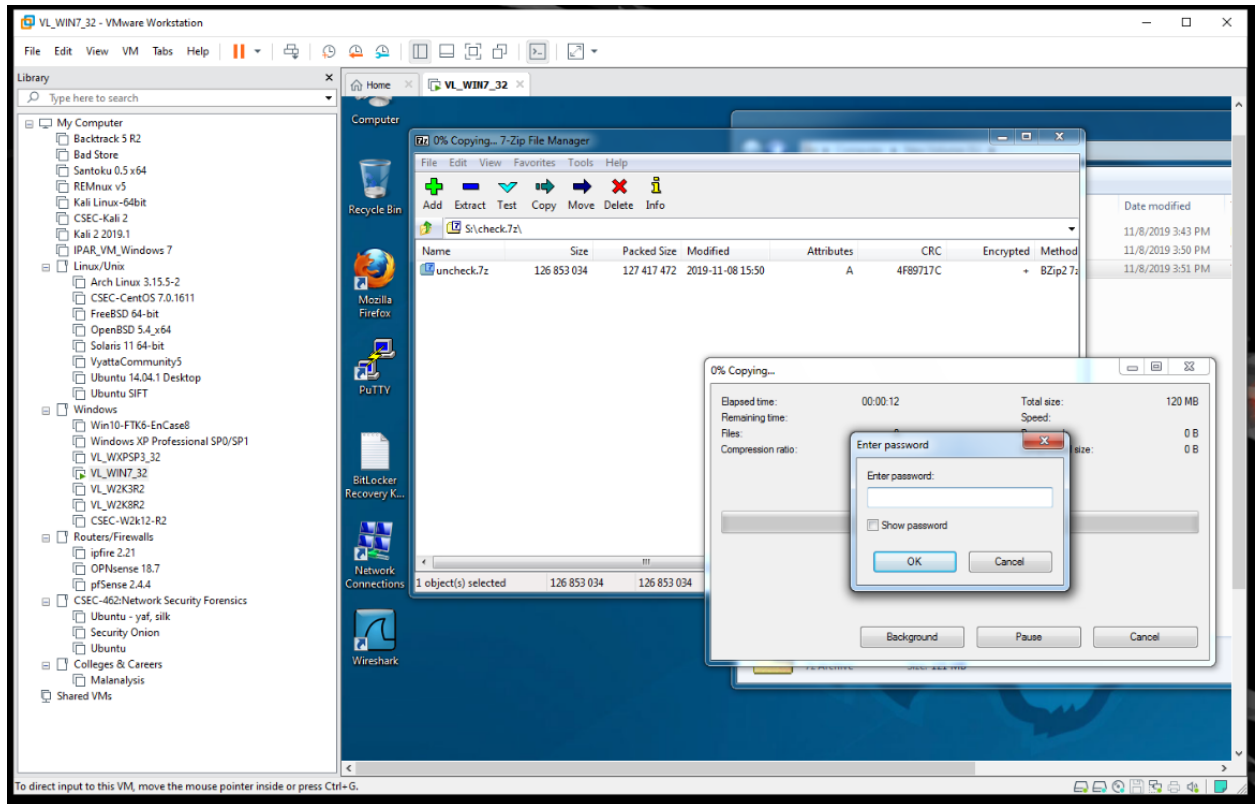 VL_WIN7_32 - VMware Workstation
File Edit View VM Tabs Help
Library
Type here to search
My Computer
Backtrack 5 R2
Bad Store
Santoku 0.5 x64
REMnux v5
Kali Linux-64bit
CSEC-Kali 2
Kali 2 2019.1
IPAR_VM_Windows 7
Linux/Unix
Arch Linux 3.15.5-2
CSEC-CentOS 7.0.1611
FreeBSD 64-bit
OpenBSD 5.4_x64
Solaris 11 64-bit
VyattaCommunity5
Ubuntu 14.04.1 Desktop
Ubuntu SIFT
Windows
Win10-FTK6-EnCase8
Windows XP Professional SP0/SP1
VL_WXPSP3_32
VL_WIN7_32
VL_W2K3R2
VL_W2K8R2
CSEC-W2k12-R2
Routers/Firewalls
ipfire 2.21
OPNsense 18.7
pfSense 2.4.4
CSEC-462:Network Security Forensics
Ubuntu - yaf, silk
Security Onion
Ubuntu
Colleges & Careers
Malanalysis
Shared VMs
Home
VL_WIN7_32
Computer
Recycle Bin
Mozilla
Firefox
PuTTY
BitLocker
Recovery K...
Network
Connections
Wireshark
7z 0% Copying... 7-Zip File Manager
File Edit View Favorites Tools Help
Add Extract Test Copy Move Delete Info
S:\check.7z\
Name Size Packed Size Modified Attributes CRC Encrypted Method
uncheck.7z 126 853 034 127 417 472 2019-11-08 15:50 A 4F89717C + BZip2 7z
1 object(s) selected 126 853 034 126 853 034
Date modified
11/8/2019 3:43 PM
11/8/2019 3:50 PM
11/8/2019 3:51 PM
0% Copying...
Elapsed time: 00:00:12 Total size: 120 MB
Remaining time: Speed:
Files: 0 0 B
Compression ratio: size: 0 B
Enter password
Enter password:
Show password
OK Cancel
Background Pause Cancel
To direct input to this VM, move the mouse pointer inside or press Ctrl+G.